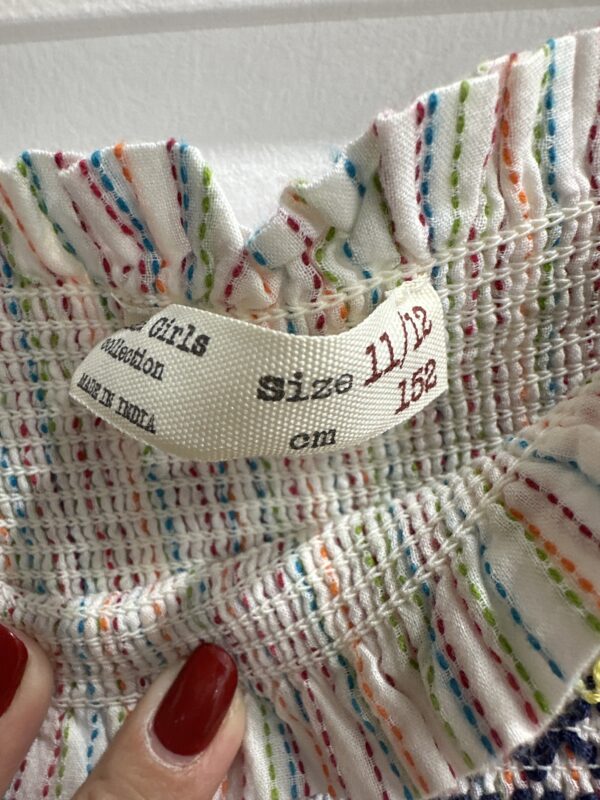 Girls
Collection
MADE IN INDIA
Size 11/12
cm 152